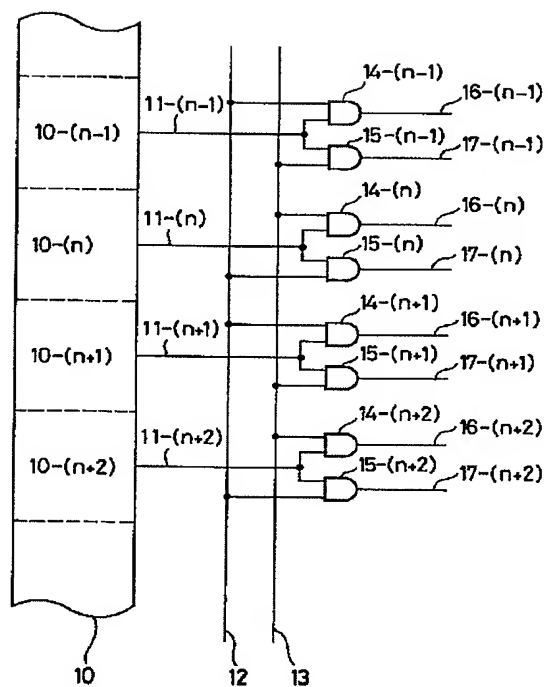 14-(n-1)
11-(n-1)
16-(n-1)
10-(n-1)
15-(n-1)
17-(n-1)
14-(n)
11-(n)
16-(n)
10-(n)
15-(n)
17-(n)
14-(n+1)
11-(n+1)
16-(n+1)
10-(n+1)
15-(n+1)
17-(n+1)
14-(n+2)
11-(n+2)
16-(n+2)
10-(n+2)
15-(n+2)
17-(n+2)
10
12
13